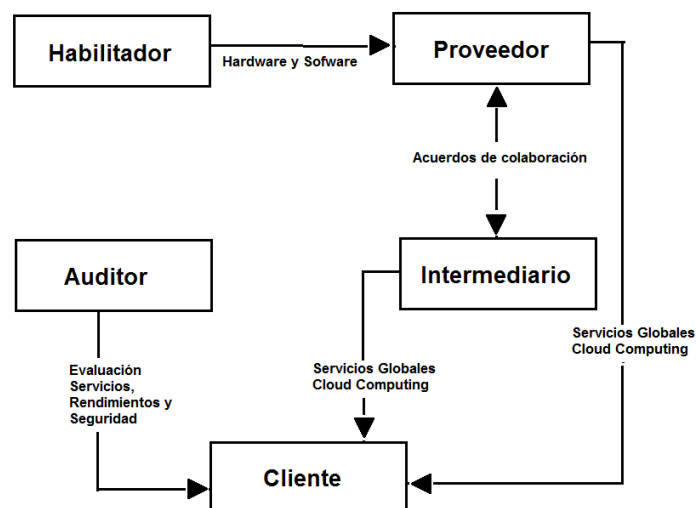 Habilitador
Hardware y Sofware
Proveedor
Acuerdos de colaboración
Auditor
Intermediario
Servicios Globales
Cloud Computing
Evaluación
Servicios,
Rendimientos y
Seguridad
Servicios Globales
Cloud Computing
Cliente